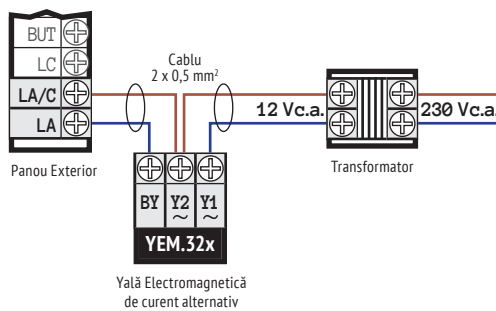 BUT
LC
LA/C
LA
Panou Exterior
Cablu
2 x 0,5 mm²
12 Vc.a.
230 Vc.a.
Transformator
BY Y2 Y1
~ ~
YEM.32x
Yală Electromagnetică
de curent alternativ